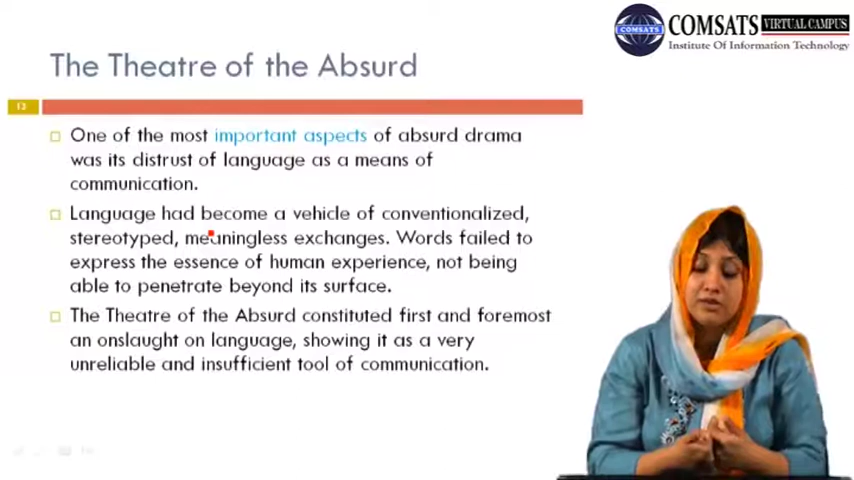 COMSATS VIRTUAL CAMPUS
COMSATS
Institute Of Information Technology
The Theatre of the Absurd
13
One of the most important aspects of absurd drama
was its distrust of language as a means of
communication.
Language had become a vehicle of conventionalized,
stereotyped, meaningless exchanges. Words failed to
express the essence of human experience, not being
able to penetrate beyond its surface.
The Theatre of the Absurd constituted first and foremost
an onslaught on language, showing it as a very
unreliable and insufficient tool of communication.